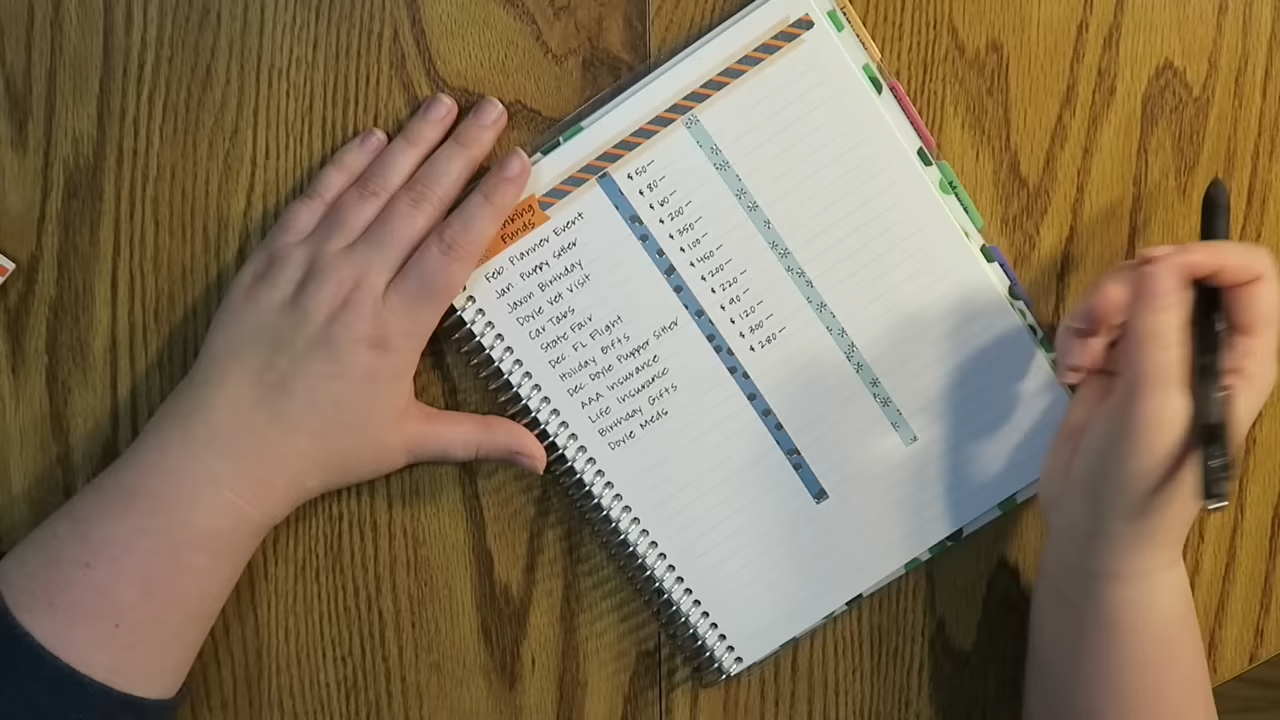 nking
Funds
Feb. Planner Event $50—
Jan. Puppy Sitter $80—
Jaxon Birthday $60—
Doyle Vet Visit $200—
Car Tabs $350—
State Fair $100—
Dec. FL Flight $450—
Holiday Gifts $200—
Dec. Doyle Pupper Sitter $220—
AAA Insurance $90—
Life Insurance $120—
Birthday Gifts $300—
Doyle Meds $280—